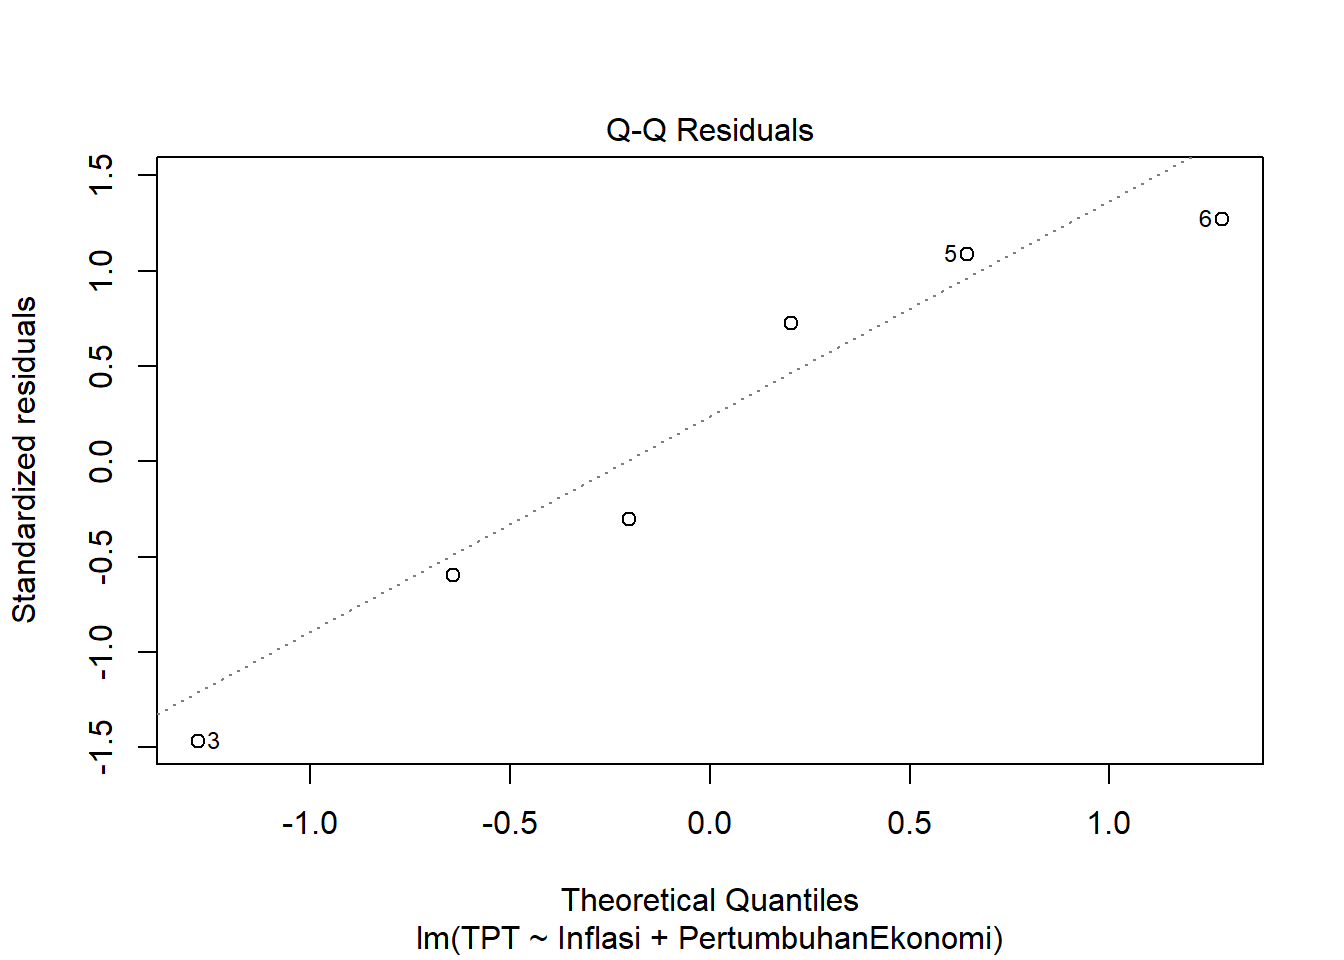 Q-Q Residuals
Standardized residuals
1.5
1.0
0.5
0.0
-0.5
-1.0
-1.5
6
5
3
-1.0 -0.5 0.0 0.5 1.0
Theoretical Quantiles
lm(TPT ~ Inflasi + PertumbuhanEkonomi)